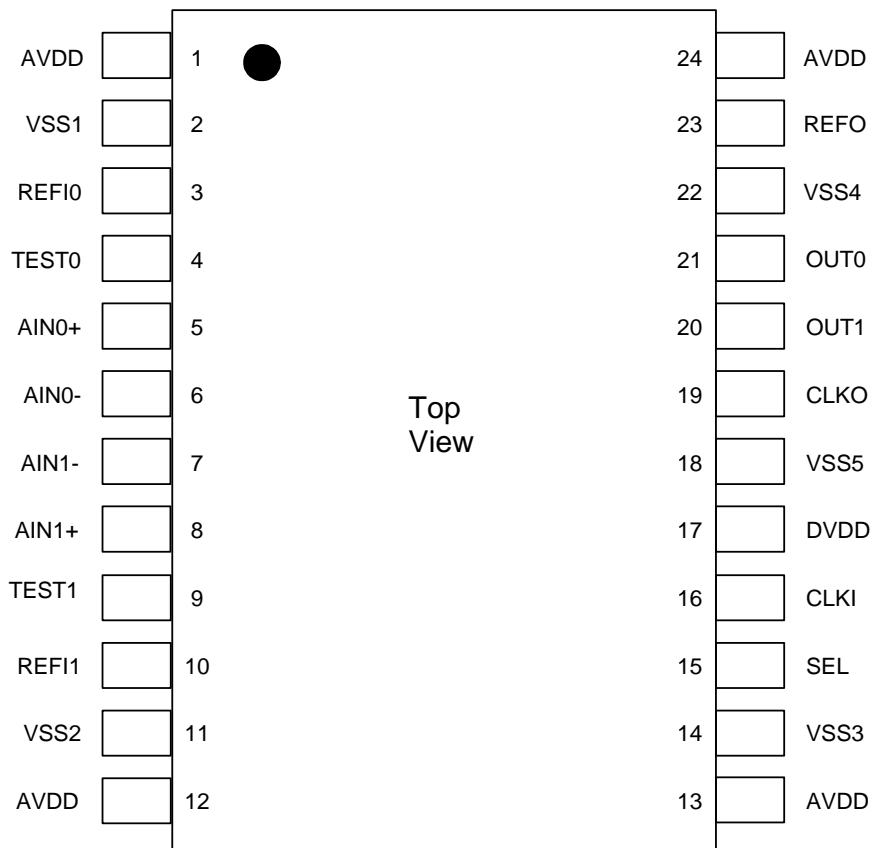 AVDD 1 24 AVDD
VSS1 2 23 REFO
REFI0 3 22 VSS4
TEST0 4 21 OUT0
AIN0+ 5 20 OUT1
AIN0- 6 19 CLKO
Top
View
AIN1- 7 18 VSS5
AIN1+ 8 17 DVDD
TEST1 9 16 CLKI
REFI1 10 15 SEL
VSS2 11 14 VSS3
AVDD 12 13 AVDD